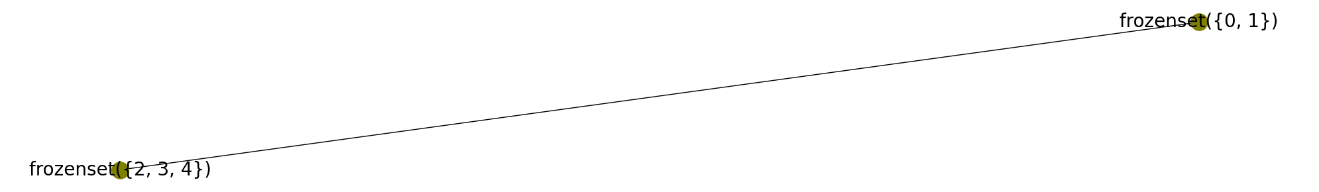 frozenset({0, 1})
frozenset({2, 3, 4})